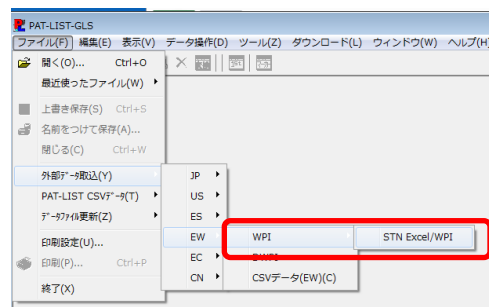 PAT-LIST-GLS
ファイル(F) 編集(E) 表示(V) データ操作(D) ツール(Z) ダウンロード(L) ウィンドウ(W) ヘルプ(H
開く(O)... Ctrl+O
最近使ったファイル(W)
上書き保存(S) Ctrl+S
名前をつけて保存(A)...
閉じる(C) Ctrl+W
外部ﾃﾞｰﾀ取込(Y) JP
PAT-LIST CSVﾃﾞｰﾀ(T) US
ﾃﾞｰﾀﾌｧｲﾙ更新(Z) ES
印刷設定(U)... EW WPI STN Excel/WPI
印刷(P)... Ctrl+P EC DWPI
終了(X) CN CSVデータ(EW)(C)